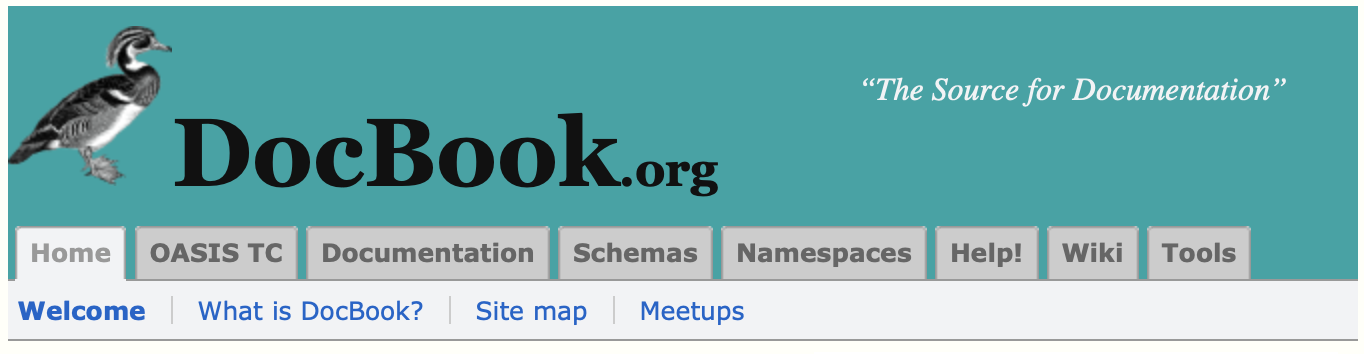 “The Source for Documentation”
DocBook.org
Home OASIS TC Documentation Schemas Namespaces Help! Wiki Tools
Welcome What is DocBook? Site map Meetups